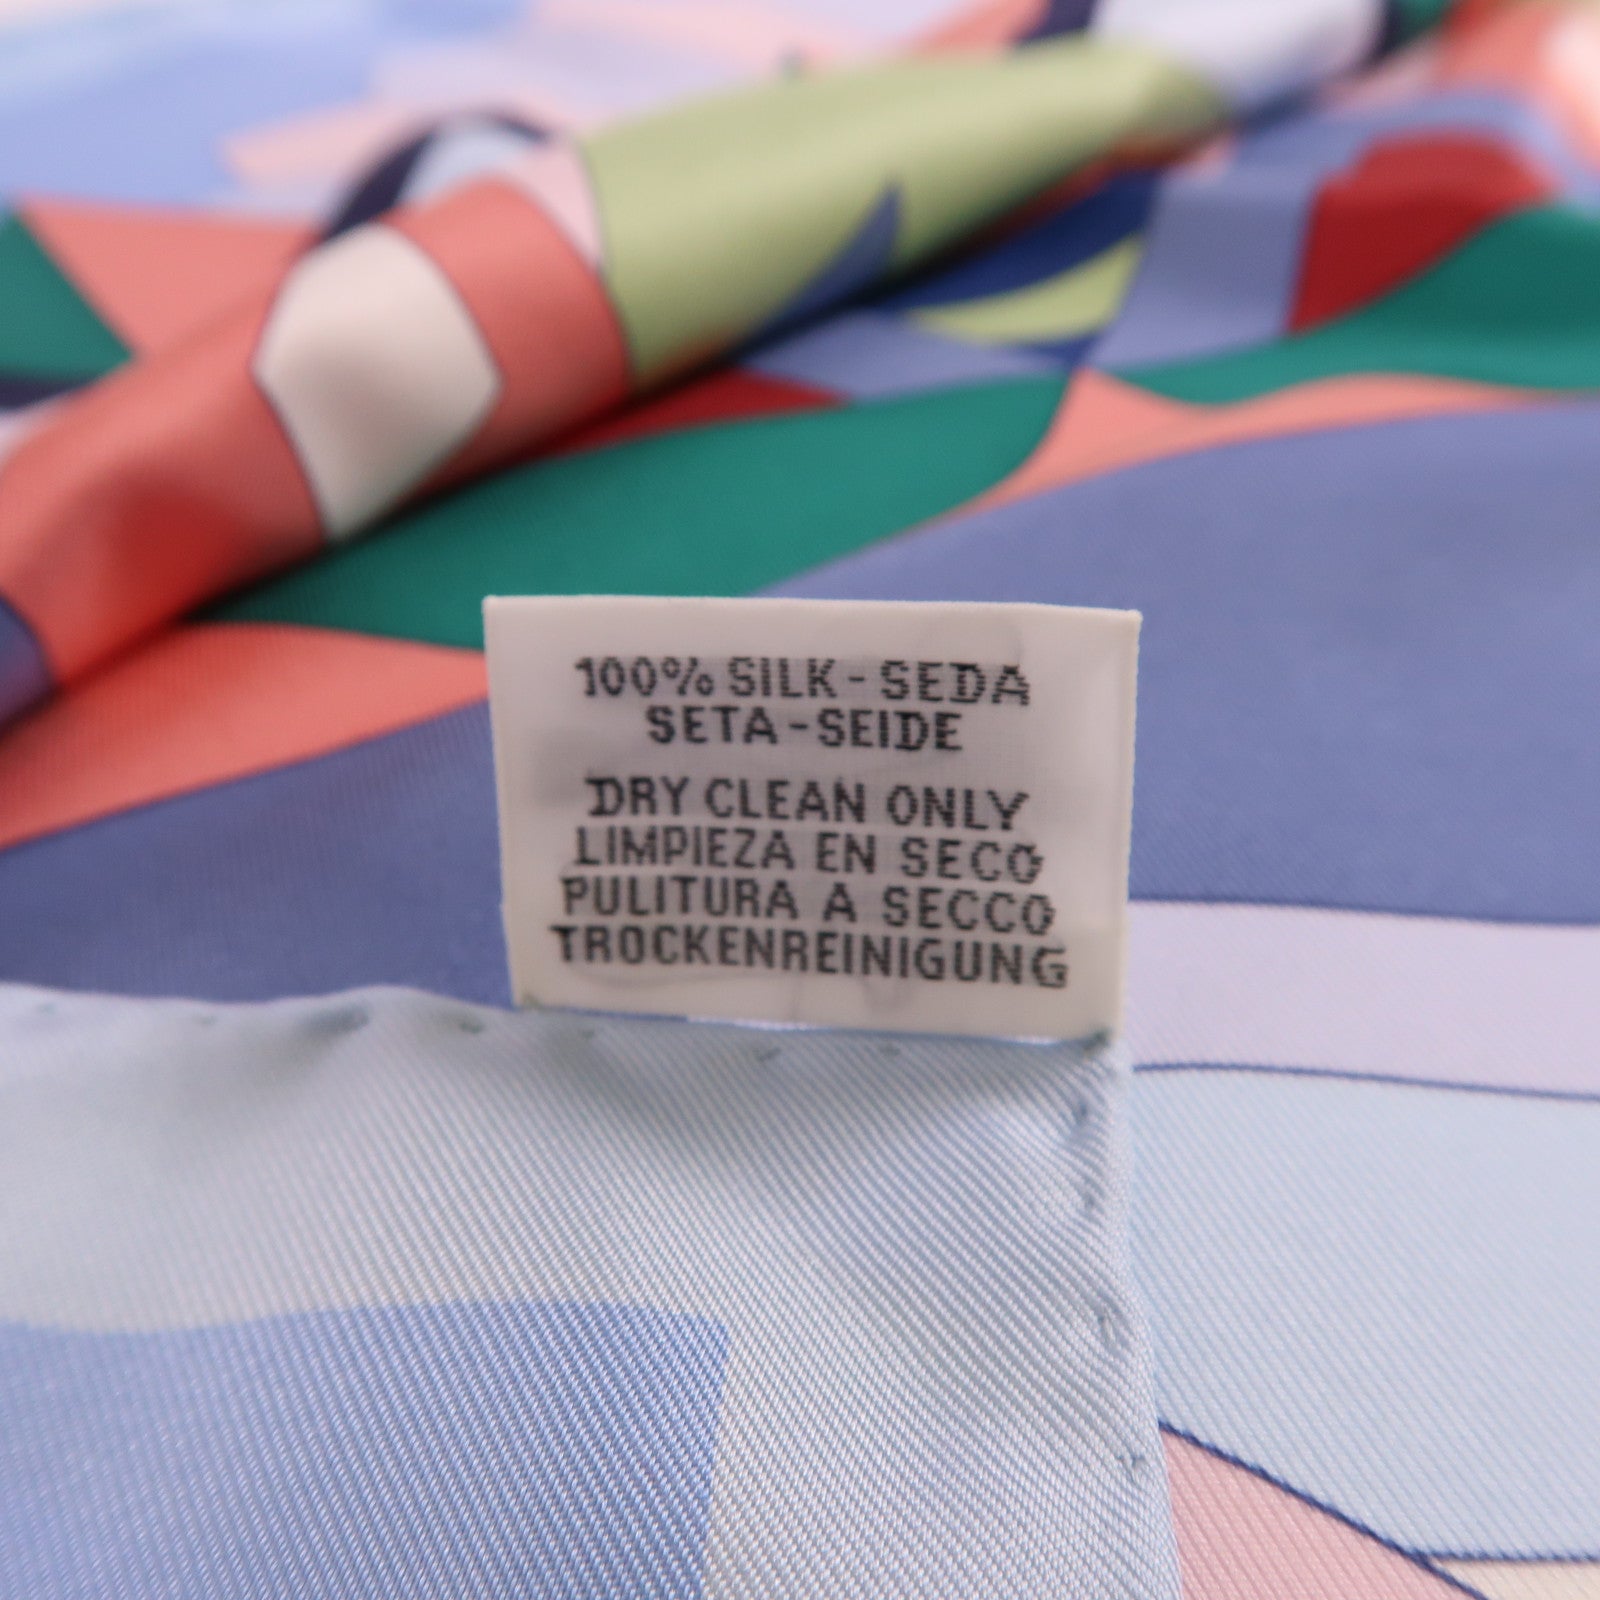 100% SILK - SEDA
SETA - SEIDE
DRY CLEAN ONLY
LIMPIEZA EN SECO
PULITURA A SECCO
TROCKENREINIGUNG